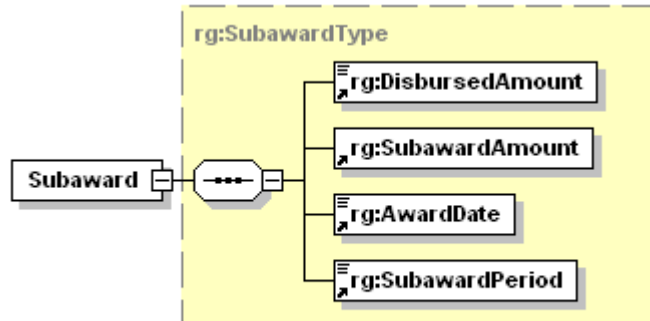 rg:SubawardType
rg:DisbursedAmount
rg:SubawardAmount
Subaward
rg:AwardDate
rg:SubawardPeriod